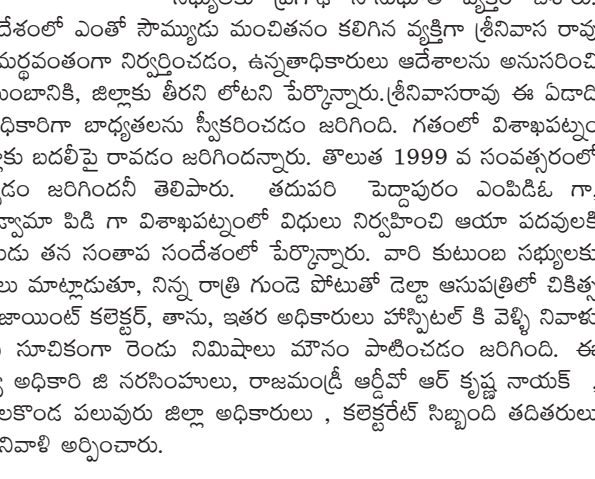 దేశంలో ఎంతో సౌమ్యుడు మంచితనం కలిగిన వ్యక్తిగా శ్రీనివాస రావు
మర్థవంతంగా నిర్వర్తించడం, ఉన్నతాధికారులు ఆదేశాలను అనుసరించి
ుంబానికి, జిల్లాకు తీరని లోటని పేర్కొన్నారు.శ్రీనివాసరావు ఈ ఏడాది
ధికారిగా బాధ్యతలను స్వీకరించడం జరిగింది. గతంలో విశాఖపట్నం
కు బదలీపై రావడం జరిగిందన్నారు. తొలుత 1999 వ సంవత్సరంలో
డం జరిగిందనీ తెలిపారు. తదుపరి పెద్దాపురం ఎంపిడిఓ గా,
డ్వామా పిడి గా విశాఖపట్నంలో విధులు నిర్వహించి ఆయా పదవులకి
ుడు తన సంతాప సందేశంలో పేర్కొన్నారు. వారి కుటుంబ సభ్యులకు
లు మాట్లాడుతూ, నిన్న రాత్రి గుండె పోటుతో డెల్టా ఆసుపత్రిలో చికిత్స
జాయింట్ కలెక్టర్, తాను, ఇతర అధికారులు హాస్పిటల్ కి వెళ్ళి నివాళు
సూచికంగా రెండు నిమిషాలు మౌనం పాటించడం జరిగింది. ఈ
అధికారి జి నరసింహులు, రాజమండ్రీ ఆర్డీవో ఆర్ కృష్ణ నాయక్ ,
లకొండ పలువురు జిల్లా అధికారులు , కలెక్టరేట్ సిబ్బంది తదితరులు
నివాళి అర్పించారు.